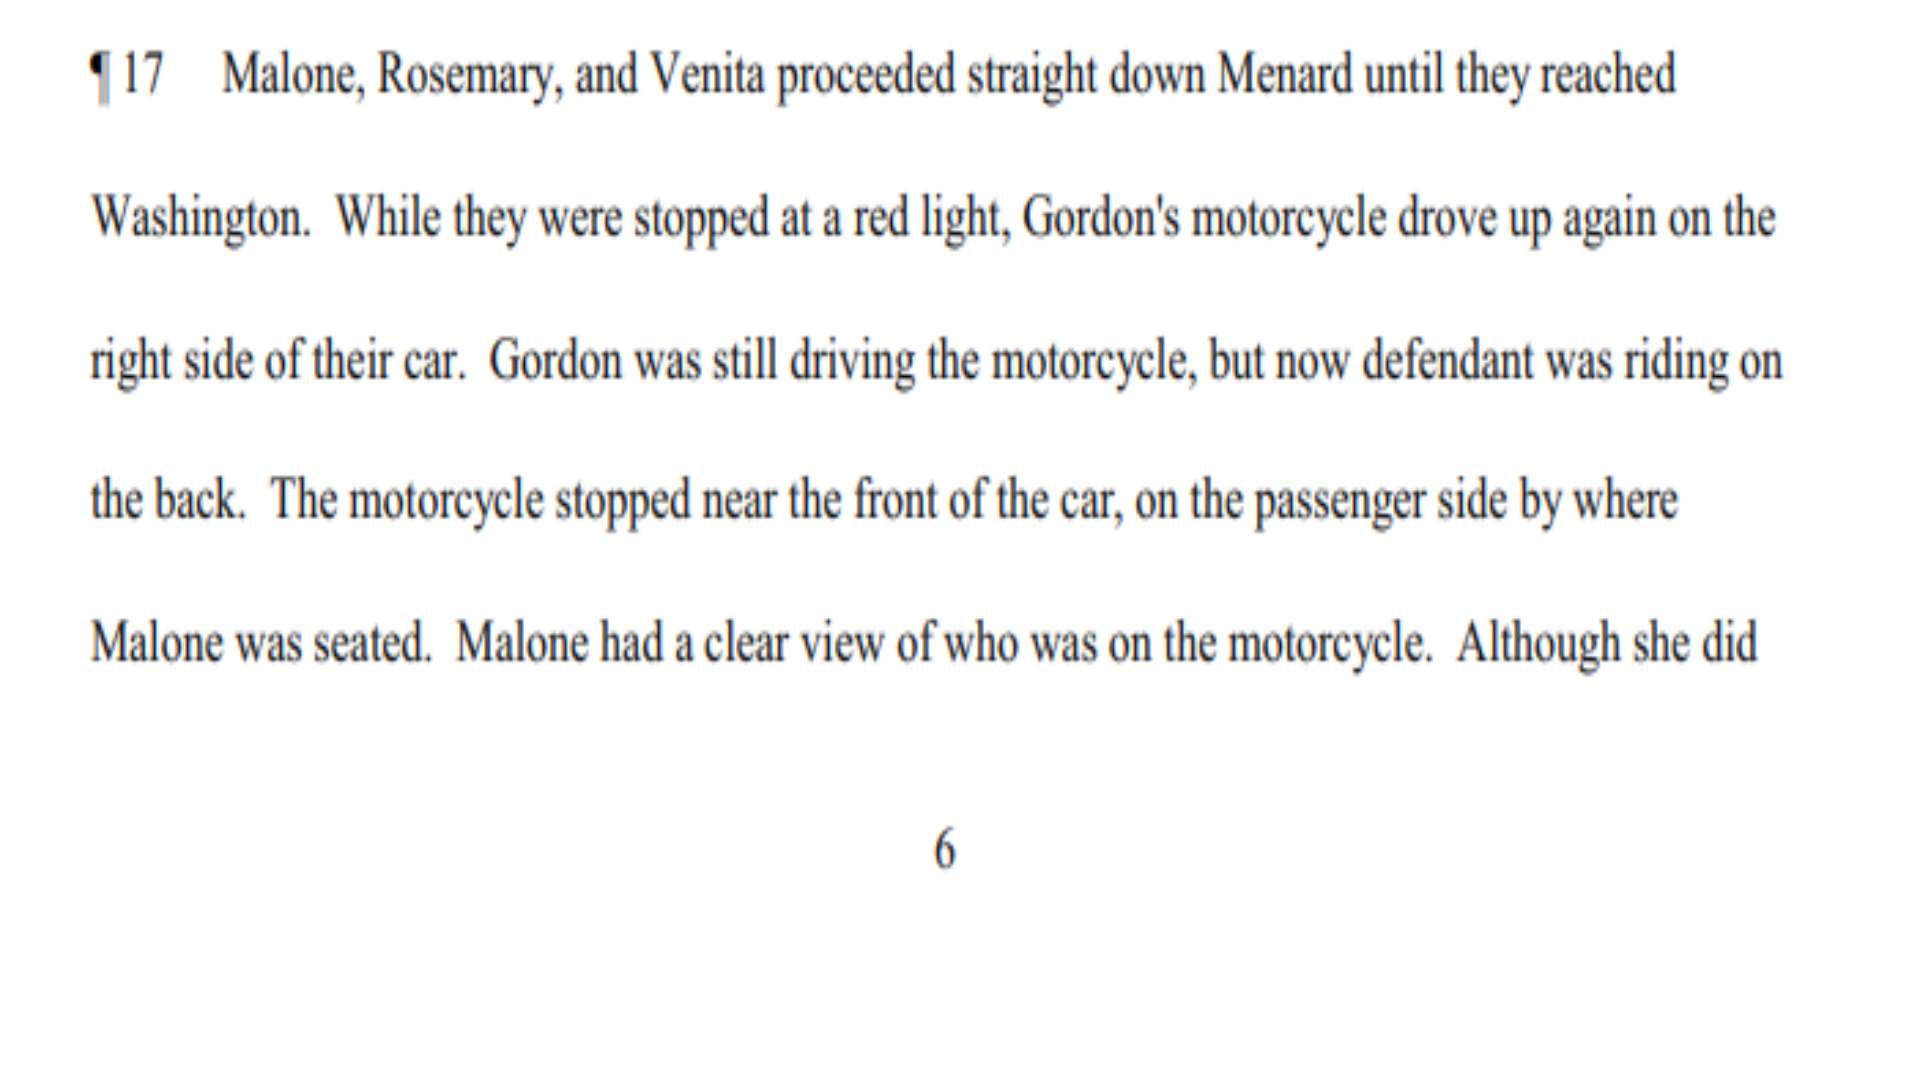 ¶ 17 Malone, Rosemary, and Venita proceeded straight down Menard until they reached
Washington. While they were stopped at a red light, Gordon's motorcycle drove up again on the
right side of their car. Gordon was still driving the motorcycle, but now defendant was riding on
the back. The motorcycle stopped near the front of the car, on the passenger side by where
Malone was seated. Malone had a clear view of who was on the motorcycle. Although she did
6